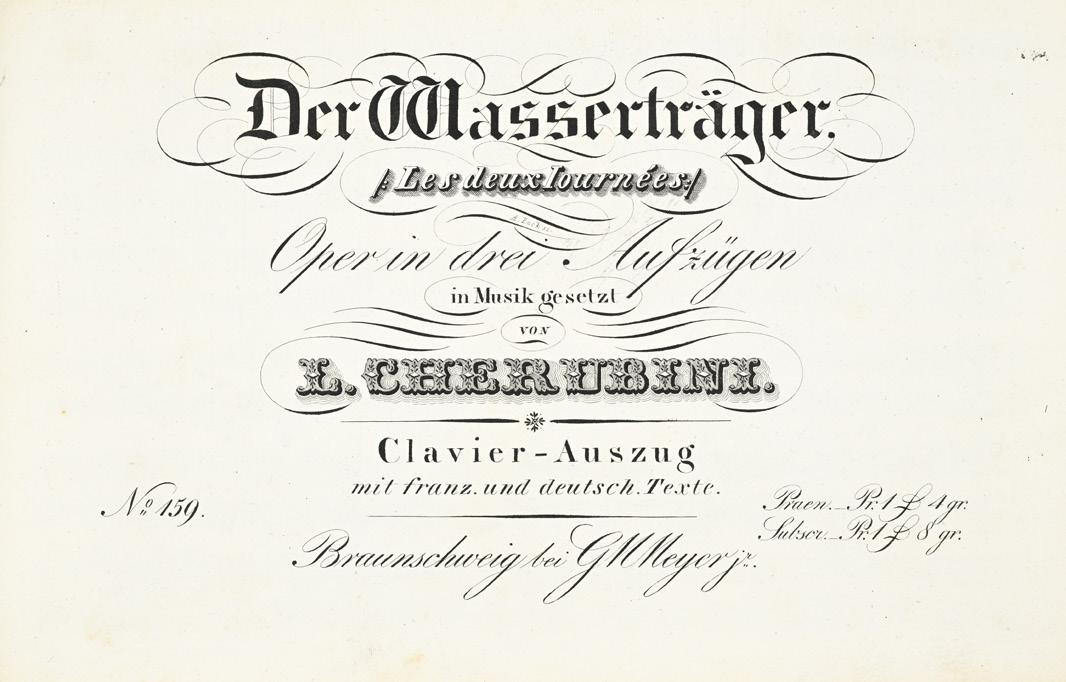 Der Wasserträger.
/: Les deux Iournées :/
Oper in drei Aufzügen
in Musik gesetzt
VON
L. CHERUBINI.
Clavier-Auszug
mit franz. und deutsch. Texte.
No 159.
Praen. _ Pr: 1 4 gr.
Subscr. _ Pr: 1 8 gr.
Braunschweig bei G M Meyer jr.